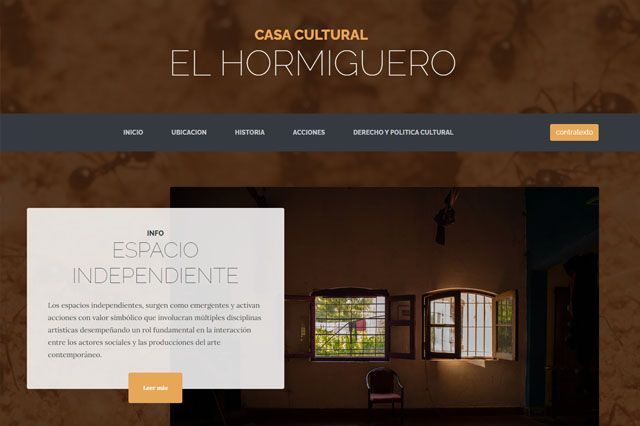 CASA CULTURAL
EL HORMIGUERO
INICIO UBICACION HISTORIA ACCIONES DERECHO Y POLITICA CULTURAL contratexto
INFO
ESPACIO
INDEPENDIENTE
Los espacios independientes, surgen como emergentes y activan
acciones con valor simbólico que involucran múltiples disciplinas
artísticas desempeñando un rol fundamental en la interacción
entre los actores sociales y las producciones del arte
contemporáneo.
Leer más